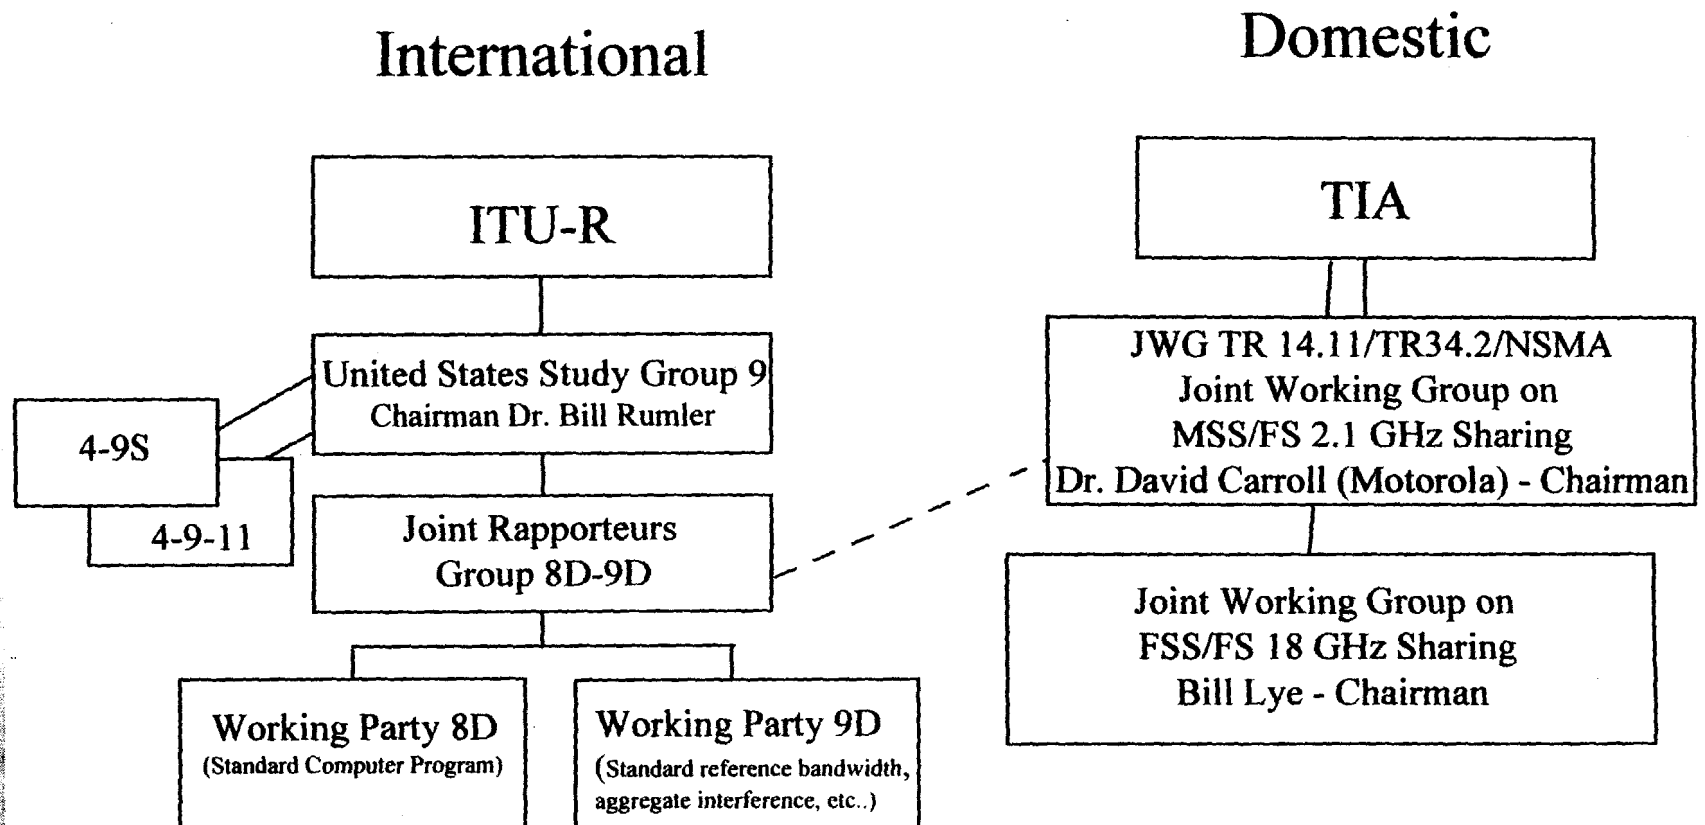 International
ITU-R
United States Study Group 9
Chairman Dr. Bill Rumler
4-9S
4-9-11
Joint Rapporteurs
Group 8D-9D
Working Party 8D
(Standard Computer Program)
Working Party 9D
(Standard reference bandwidth,
aggregate interference, etc..)
Domestic
TIA
JWG TR 14.11/TR34.2/NSMA
Joint Working Group on
MSS/FS 2.1 GHz Sharing
Dr. David Carroll (Motorola) - Chairman
Joint Working Group on
FSS/FS 18 GHz Sharing
Bill Lye - Chairman